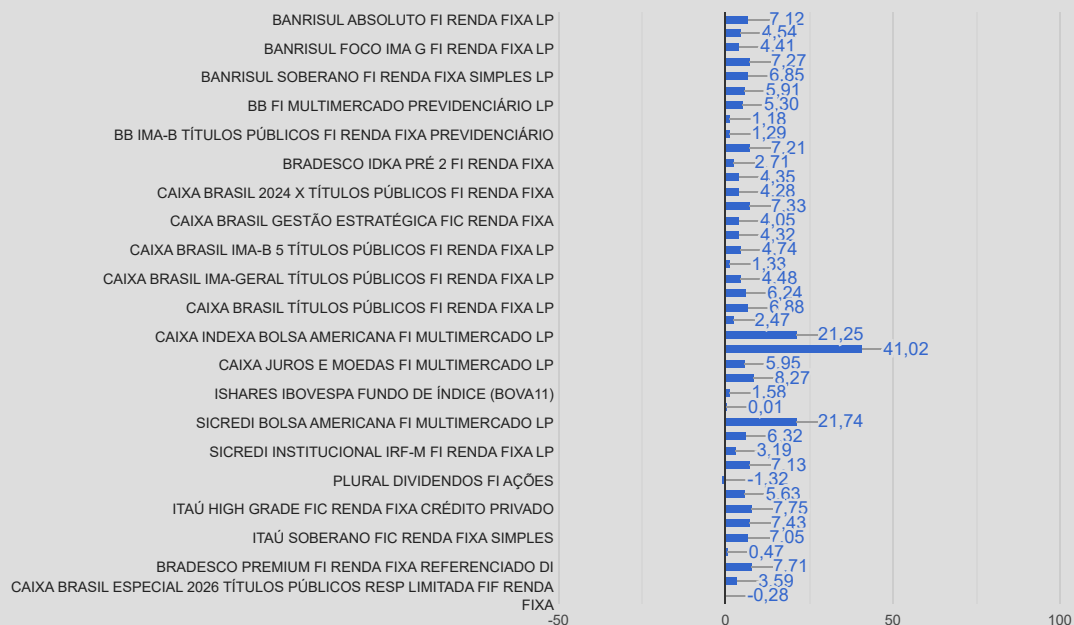 BANRISUL ABSOLUTO FI RENDA FIXA LP
7,12
4,54
BANRISUL FOCO IMA G FI RENDA FIXA LP
4,41
7,27
BANRISUL SOBERANO FI RENDA FIXA SIMPLES LP
6,85
5,91
BB FI MULTIMERCADO PREVIDENCIÁRIO LP
5,30
1,18
BB IMA-B TÍTULOS PÚBLICOS FI RENDA FIXA PREVIDENCIÁRIO
1,29
7,21
BRADESCO IDKA PRÉ 2 FI RENDA FIXA
2,71
4,35
CAIXA BRASIL 2024 X TÍTULOS PÚBLICOS FI RENDA FIXA
4,28
7,33
CAIXA BRASIL GESTÃO ESTRATÉGICA FIC RENDA FIXA
4,05
4,32
CAIXA BRASIL IMA-B 5 TÍTULOS PÚBLICOS FI RENDA FIXA LP
4,74
1,33
CAIXA BRASIL IMA-GERAL TÍTULOS PÚBLICOS FI RENDA FIXA LP
4,48
6,24
CAIXA BRASIL TÍTULOS PÚBLICOS FI RENDA FIXA LP
6,88
2,47
CAIXA INDEXA BOLSA AMERICANA FI MULTIMERCADO LP
21,25
41,02
CAIXA JUROS E MOEDAS FI MULTIMERCADO LP
5,95
8,27
ISHARES IBOVESPA FUNDO DE ÍNDICE (BOVA11)
1,58
0,01
SICREDI BOLSA AMERICANA FI MULTIMERCADO LP
21,74
6,32
SICREDI INSTITUCIONAL IRF-M FI RENDA FIXA LP
3,19
7,13
PLURAL DIVIDENDOS FI AÇÕES
-1,32
5,63
ITAÚ HIGH GRADE FIC RENDA FIXA CRÉDITO PRIVADO
7,75
7,43
ITAÚ SOBERANO FIC RENDA FIXA SIMPLES
7,05
0,47
BRADESCO PREMIUM FI RENDA FIXA REFERENCIADO DI
7,71
3,59
CAIXA BRASIL ESPECIAL 2026 TÍTULOS PÚBLICOS RESP LIMITADA FIF RENDA
FIXA
-0,28
-50
0
50
100